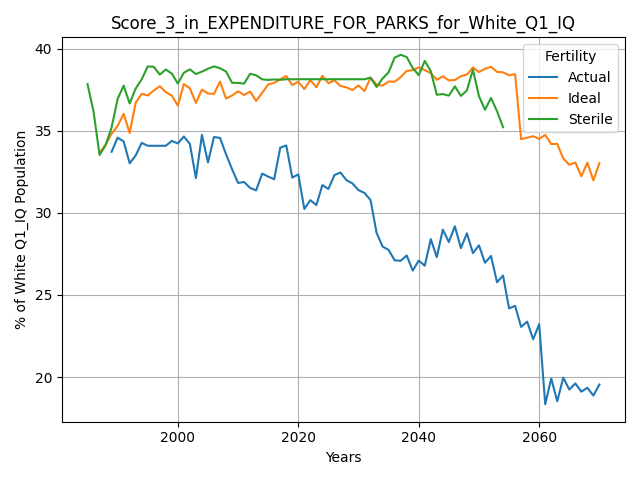 Score_3_in_EXPENDITURE_FOR_PARKS_for_White_Q1_IQ
40
35
30
25
20
% of White Q1_IQ Population
Fertility
Actual
Ideal
Sterile
2000
2020
2040
2060
Years